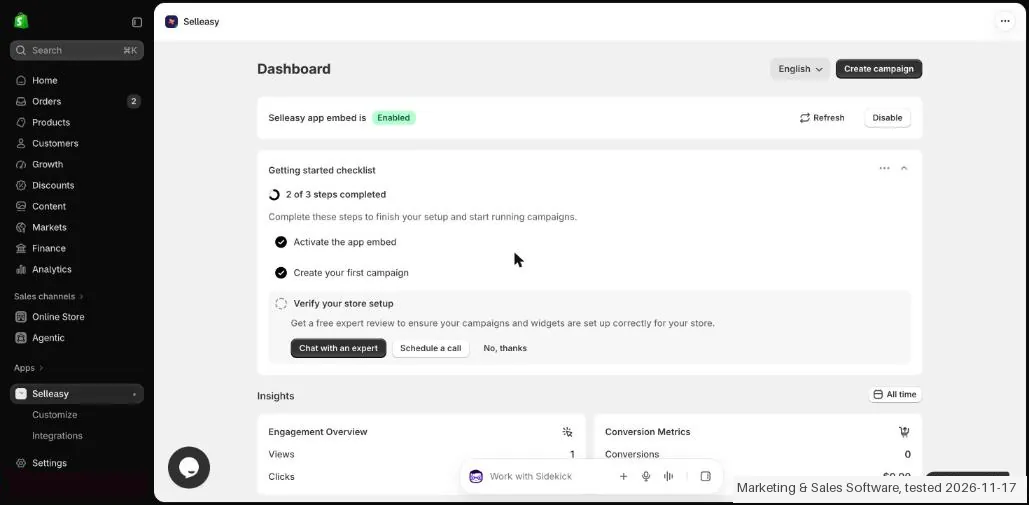 Selleasy
Search ⌘K
Home
Orders 2
Products
Customers
Growth
Discounts
Content
Markets
Finance
Analytics
Sales channels
Online Store
Agentic
Apps
Selleasy
Customize
Integrations
Settings
Dashboard
English
Create campaign
Selleasy app embed is Enabled
Refresh
Disable
Getting started checklist
2 of 3 steps completed
Complete these steps to finish your setup and start running campaigns.
Activate the app embed
Create your first campaign
Verify your store setup
Get a free expert review to ensure your campaigns and widgets are set up correctly for your store.
Chat with an expert
Schedule a call
No, thanks
Insights
All time
Engagement Overview
Views 1
Clicks
Conversion Metrics
Conversions 0
Work with Sidekick
Marketing & Sales Software, tested 2026-11-17